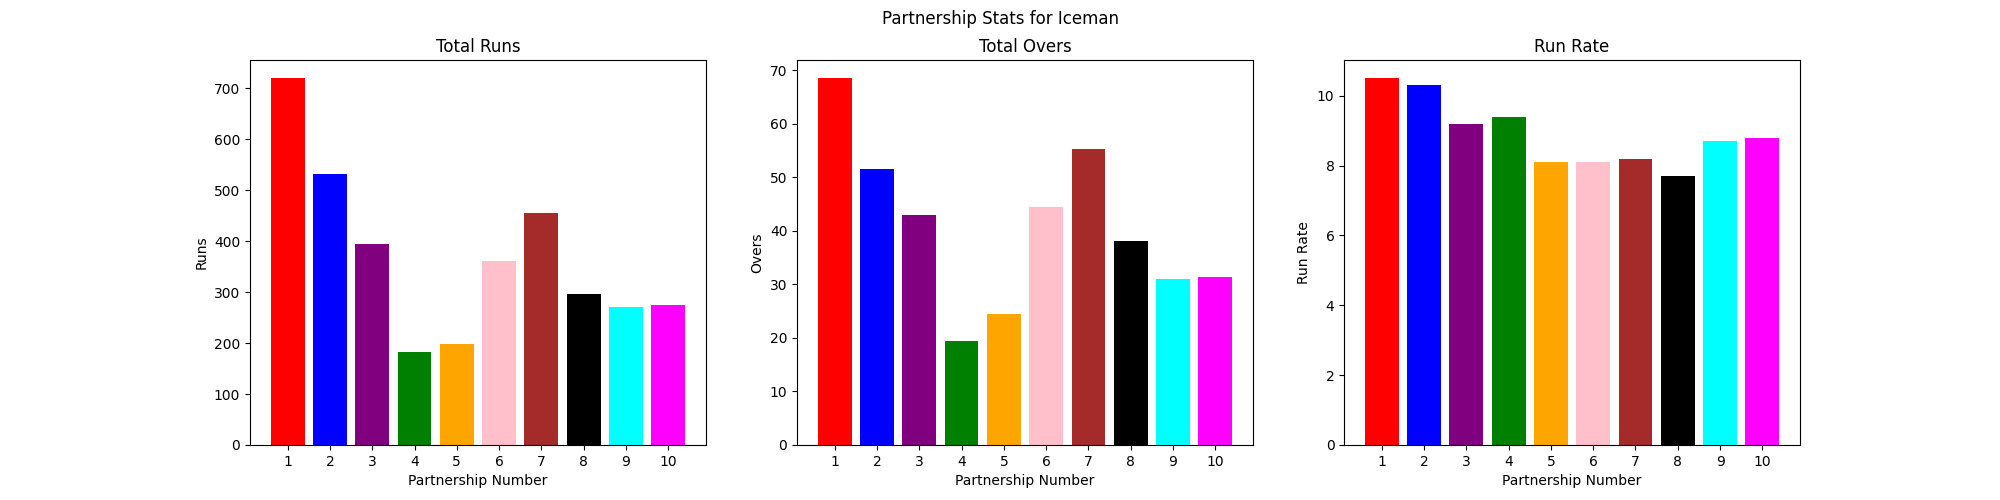 Partnership Stats for Iceman
Total Runs
Runs
700
600
500
400
300
200
100
0
1 2 3 4 5 6 7 8 9 10
Partnership Number
Total Overs
Overs
70
60
50
40
30
20
10
0
1 2 3 4 5 6 7 8 9 10
Partnership Number
Run Rate
Run Rate
10
8
6
4
2
0
1 2 3 4 5 6 7 8 9 10
Partnership Number